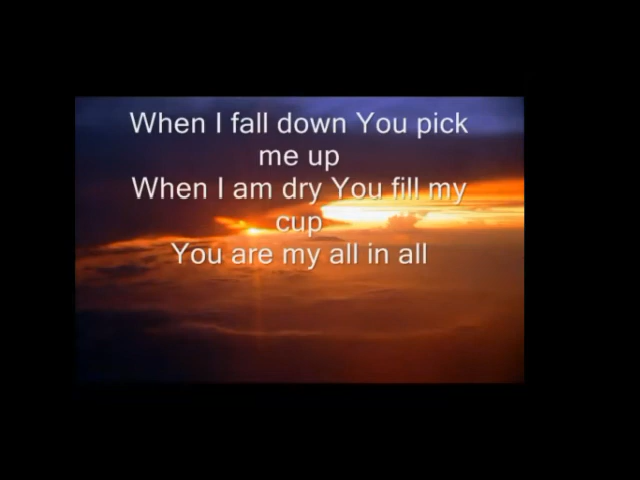 When I fall down You pick
me up
When I am dry You fill my
cup
You are my all in all